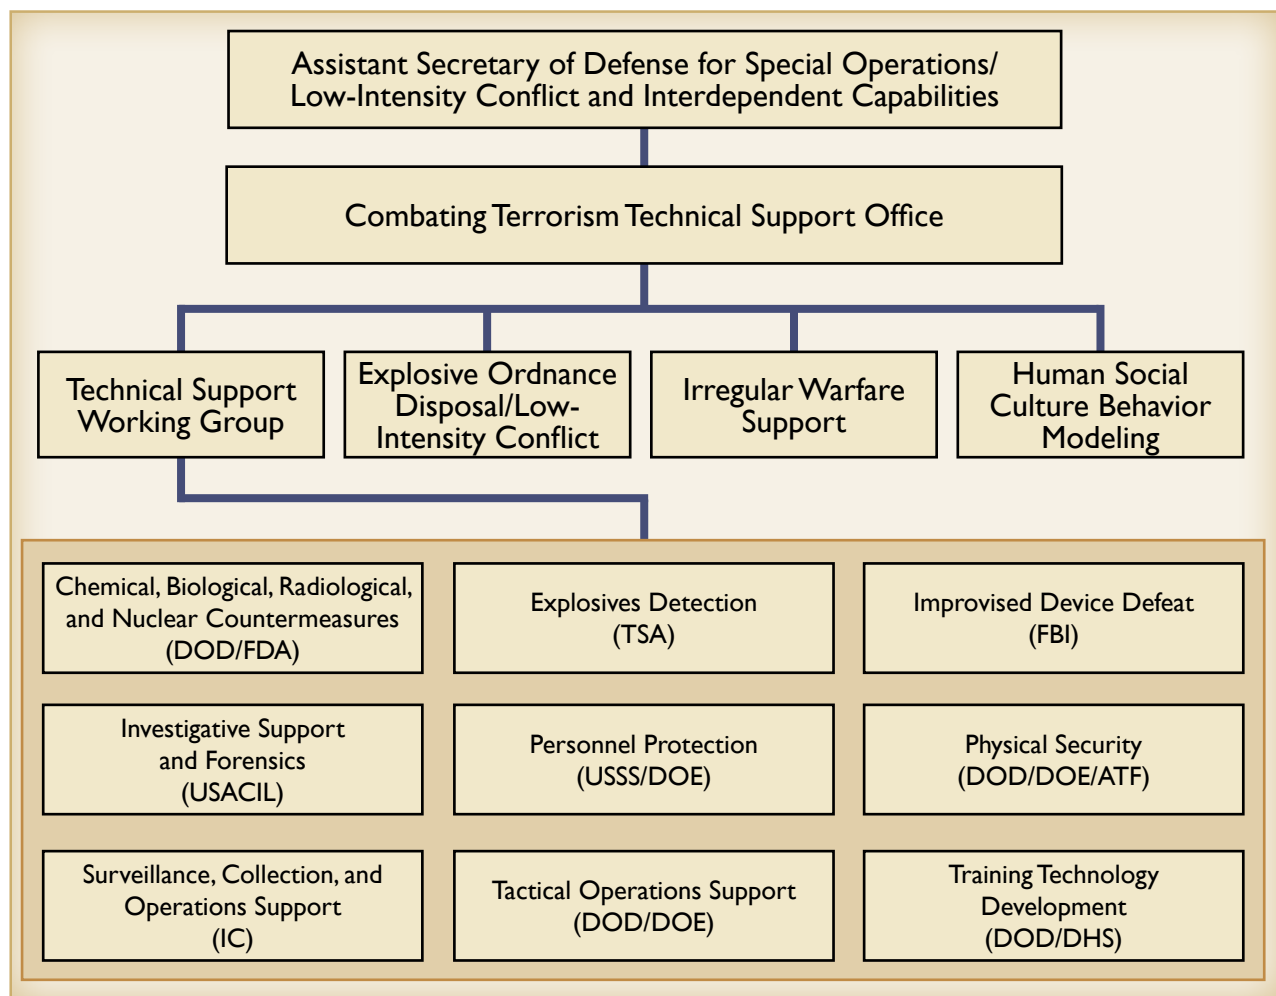 Assistant Secretary of Defense for Special Operations/
Low-Intensity Conflict and Interdependent Capabilities
Combating Terrorism Technical Support Office
Technical Support
Working Group
Explosive Ordnance
Disposal/Low-
Intensity Conflict
Irregular Warfare
Support
Human Social
Culture Behavior
Modeling
Chemical, Biological, Radiological,
and Nuclear Countermeasures
(DOD/FDA)
Explosives Detection
(TSA)
Improvised Device Defeat
(FBI)
Investigative Support
and Forensics
(USACIL)
Personnel Protection
(USSS/DOE)
Physical Security
(DOD/DOE/ATF)
Surveillance, Collection, and
Operations Support
(IC)
Tactical Operations Support
(DOD/DOE)
Training Technology
Development
(DOD/DHS)